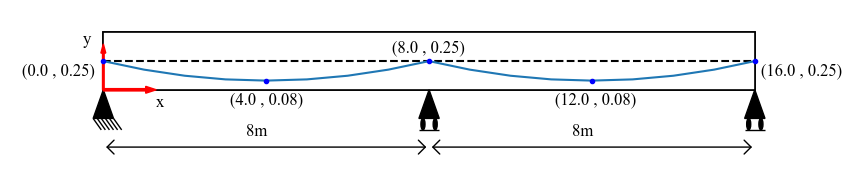 y
(8.0 , 0.25)
(0.0 , 0.25)
(16.0 , 0.25)
x
(4.0 , 0.08)
(12.0 , 0.08)
8m
8m